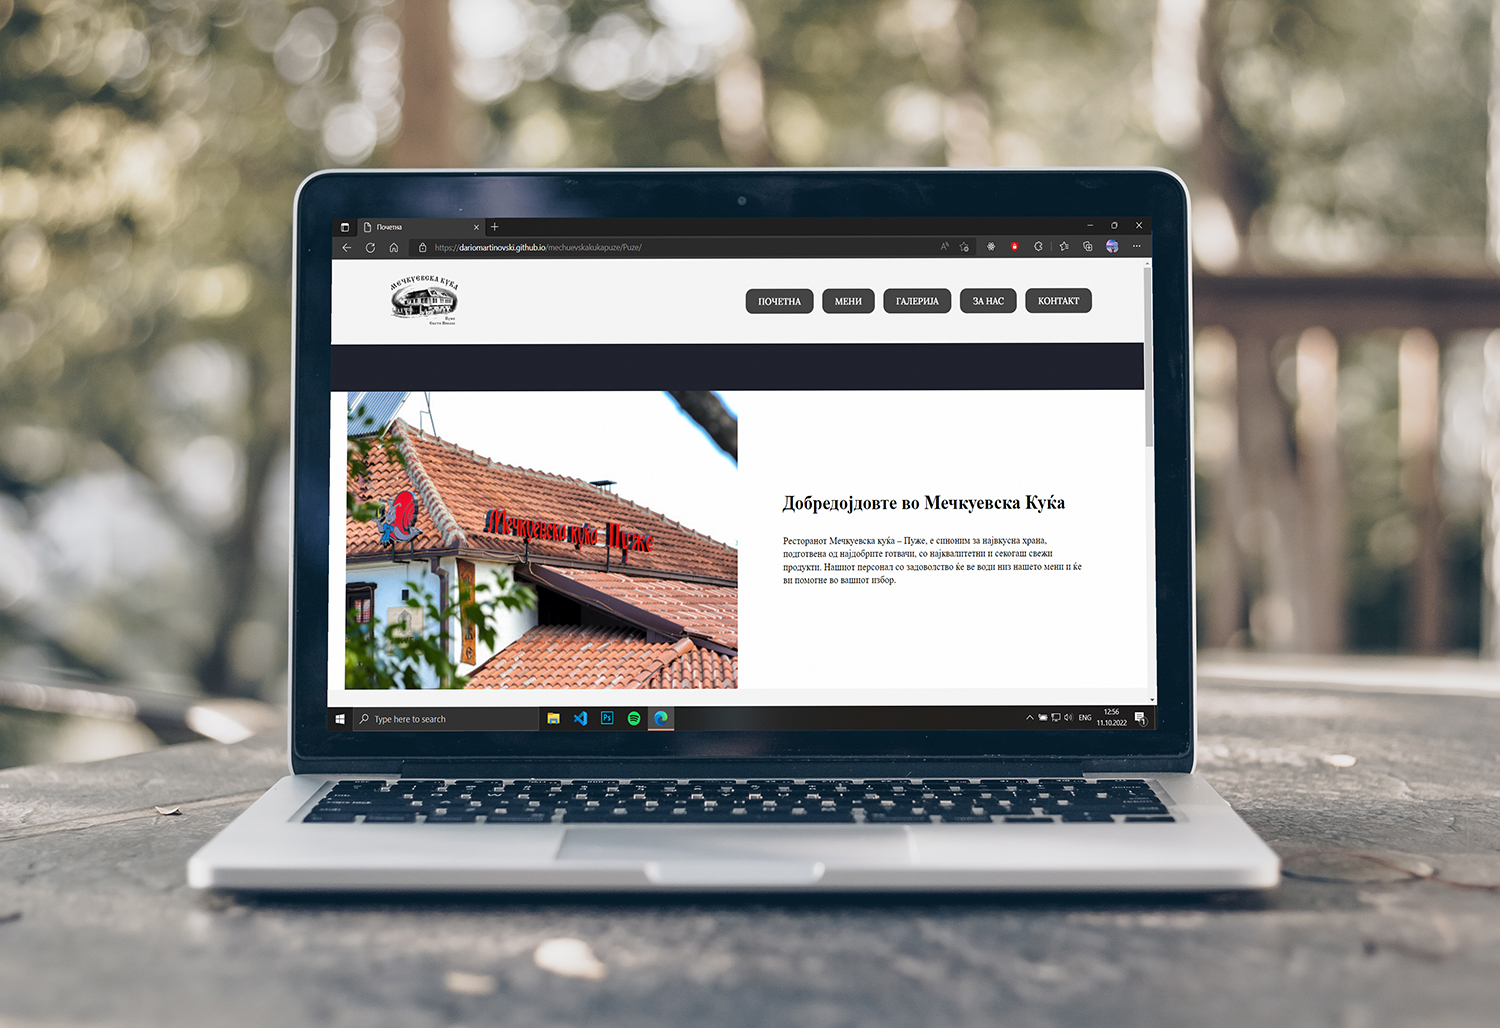 Почетна
https://dariomartinovski.github.io/mechuevskakukapuze/Puze/
МЕЧКУЕВСКА КУЌА
Пуже
Свети Николе
ПОЧЕТНА
МЕНИ
ГАЛЕРИЈА
ЗА НАС
КОНТАКТ
Мечкуевска куќа Пуже
Добредојдовте во Мечкуевска Куќа
Ресторанот Мечкуевска куќа – Пуже, е синоним за највкусна храна,
подготвена од најдобрите готвачи, со најквалитетни и секогаш свежи
продукти. Нашиот персонал со задоволство ќе ве води низ нашето мени и ќе
ви помогне во вашиот избор.
Type here to search
Ps
ENG
12:56
11.10.2022
1